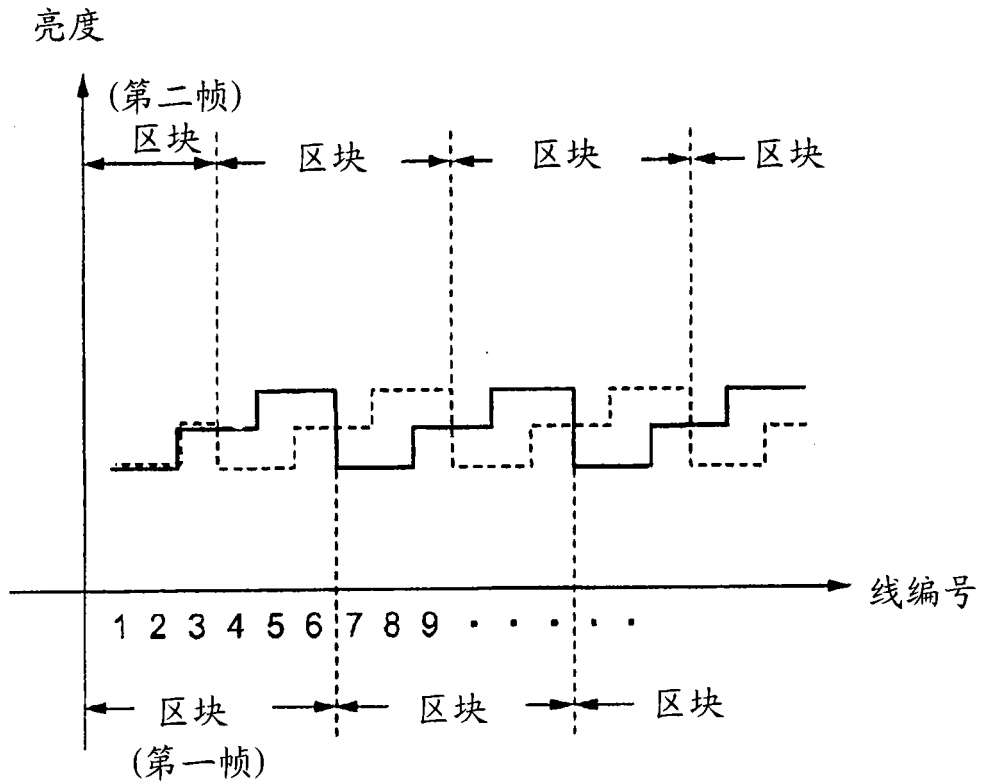 亮度
(第二帧)
区块 区块 区块 区块
线编号
1 2 3 4 5 6 7 8 9 · · · · ·
区块 区块 区块
(第一帧)